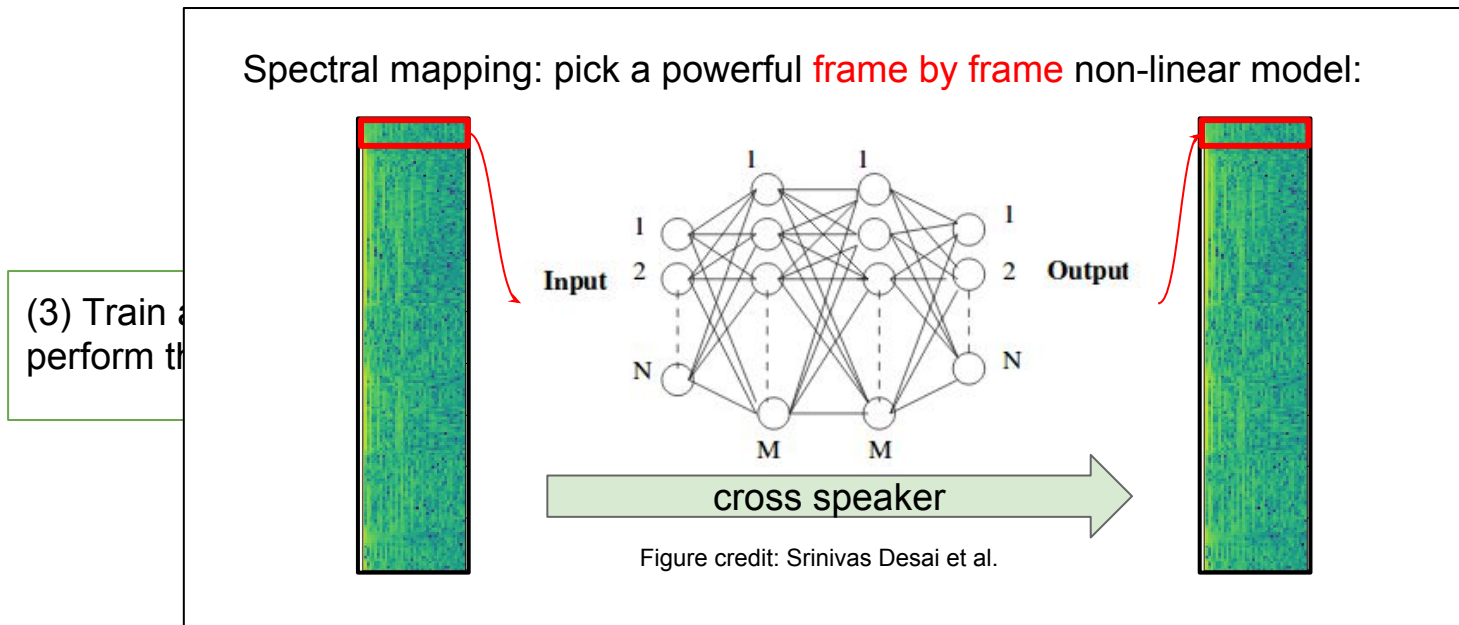 Spectral mapping: pick a powerful frame by frame non-linear model:
1 1
1 1
Input 2 2 Output
(3) Train
perform
N N
M M
cross speaker
Figure credit: Srinivas Desai et al.